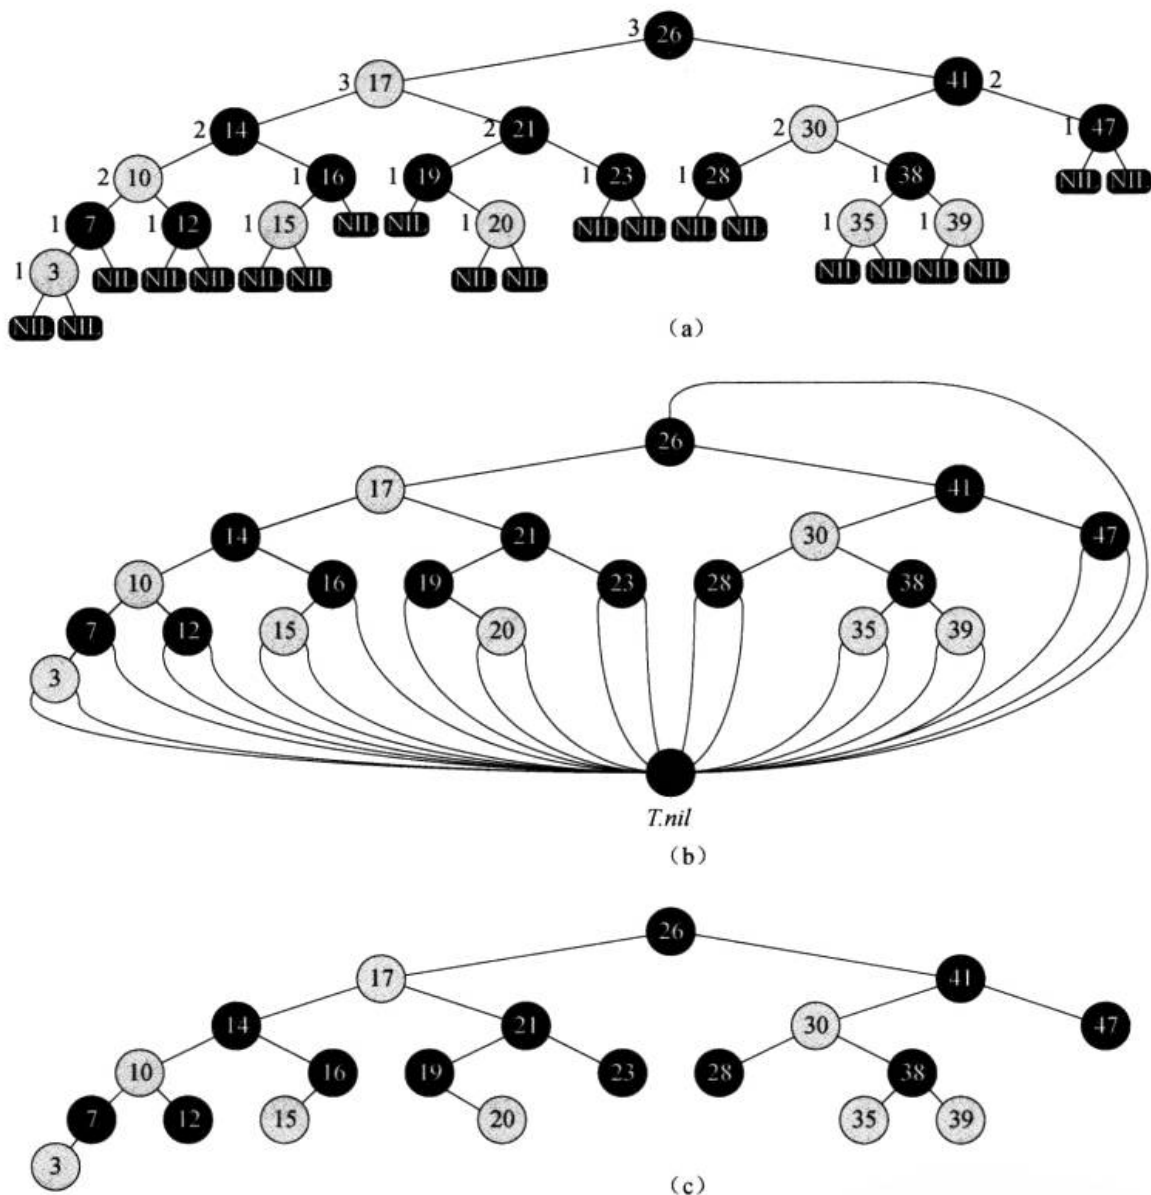 3 26
3 17 41 2
2 14 2 21 2 30 1 47
2 10 1 16 1 19 1 23 1 28 1 38 NIL NIL
1 7 1 12 1 15 NIL NIL 1 20 NIL NIL NIL NIL 1 35 1 39
1 3 NIL NIL NIL NIL NIL NIL NIL NIL NIL NIL NIL
NIL NIL
(a)
26
17 41
14 21 30 47
10 16 19 23 28 38
7 12 15 20 35 39
3
T.nil
(b)
26
17 41
14 21 30 47
10 16 19 23 28 38
7 12 15 20 35 39
3
(c)